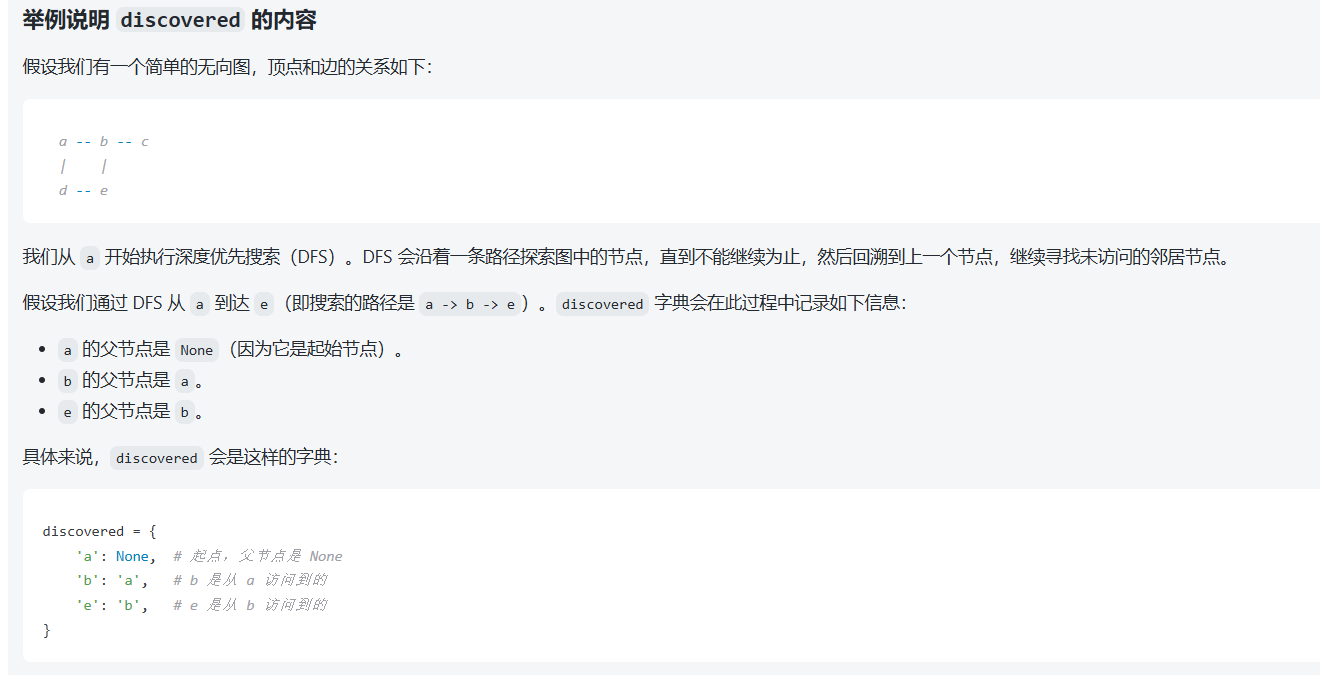 举例说明 discovered 的内容
假设我们有一个简单的无向图，顶点和边的关系如下：
a -- b -- c
|    |
d -- e
我们从 a 开始执行深度优先搜索（DFS）。DFS 会沿着一条路径探索图中的节点，直到不能继续为止，然后回溯到上一个节点，继续寻找未访问的邻居节点。
假设我们通过 DFS 从 a 到达 e（即搜索的路径是 a -> b -> e）。discovered 字典会在此过程中记录如下信息：
• a 的父节点是 None（因为它是起始节点）。
• b 的父节点是 a。
• e 的父节点是 b。
具体来说，discovered 会是这样的字典：
discovered = {
    'a': None,  # 起点，父节点是 None
    'b': 'a',   # b 是从 a 访问到的
    'e': 'b',   # e 是从 b 访问到的
}